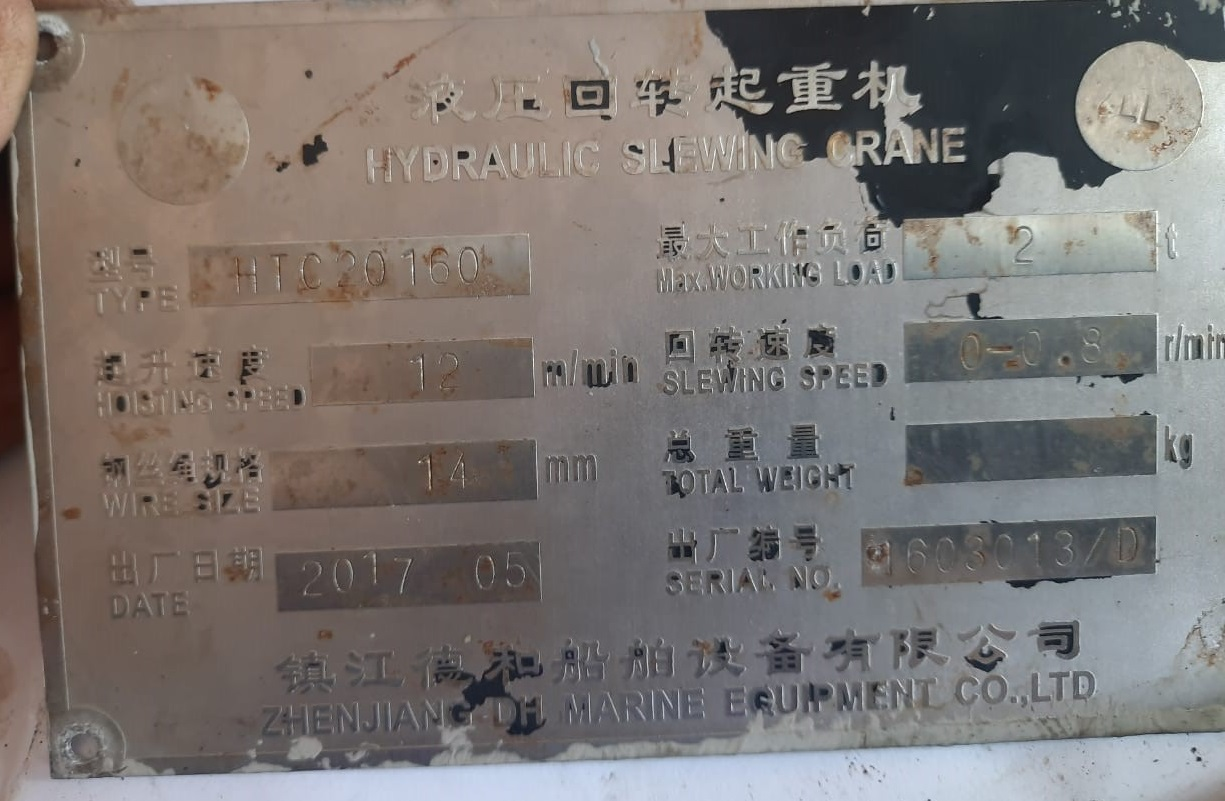 液压回转起重机
HYDRAULIC SLEWING CRANE
型号 HTC20160
TYPE
最大工作负荷 2 t
Max.WORKING LOAD
起升速度 12 m/min
HOISTING SPEED
回转速度 0-0.8 r/min
SLEWING SPEED
钢丝绳规格 14 mm
WIRE SIZE
总重量 kg
TOTAL WEIGHT
出厂日期 2017 05
DATE
出厂编号 1603013/D
SERIAL NO.
镇江德和船舶设备有限公司
ZHENJIANG DH MARINE EQUIPMENT CO.,LTD